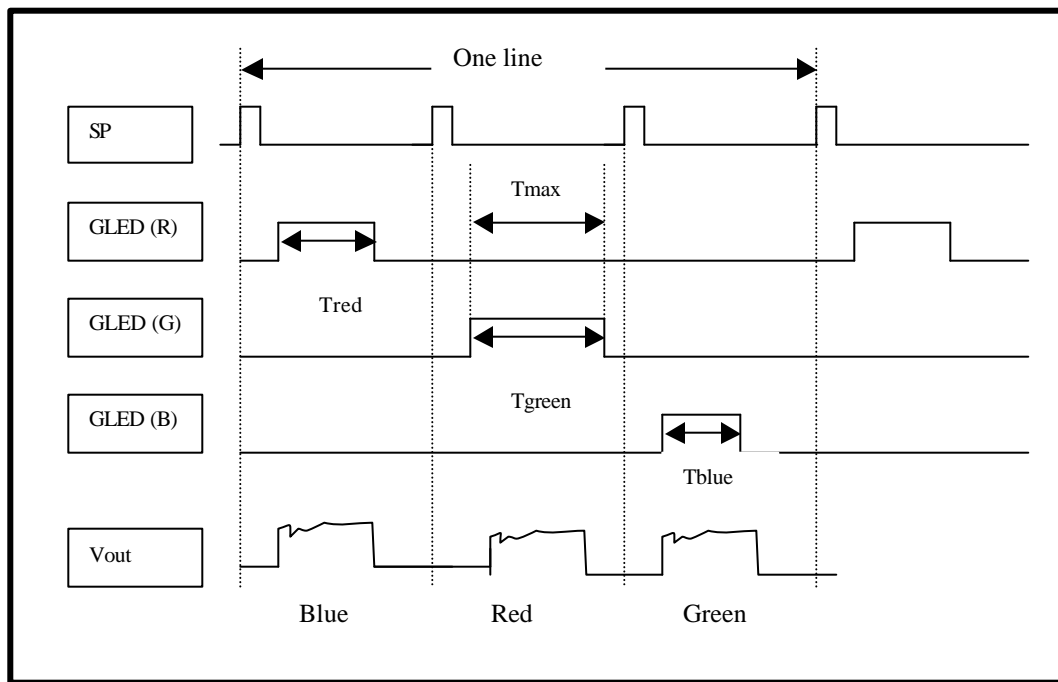 One line
SP
Tmax
GLED (R)
Tred
GLED (G)
Tgreen
GLED (B)
Tblue
Vout
Blue Red Green